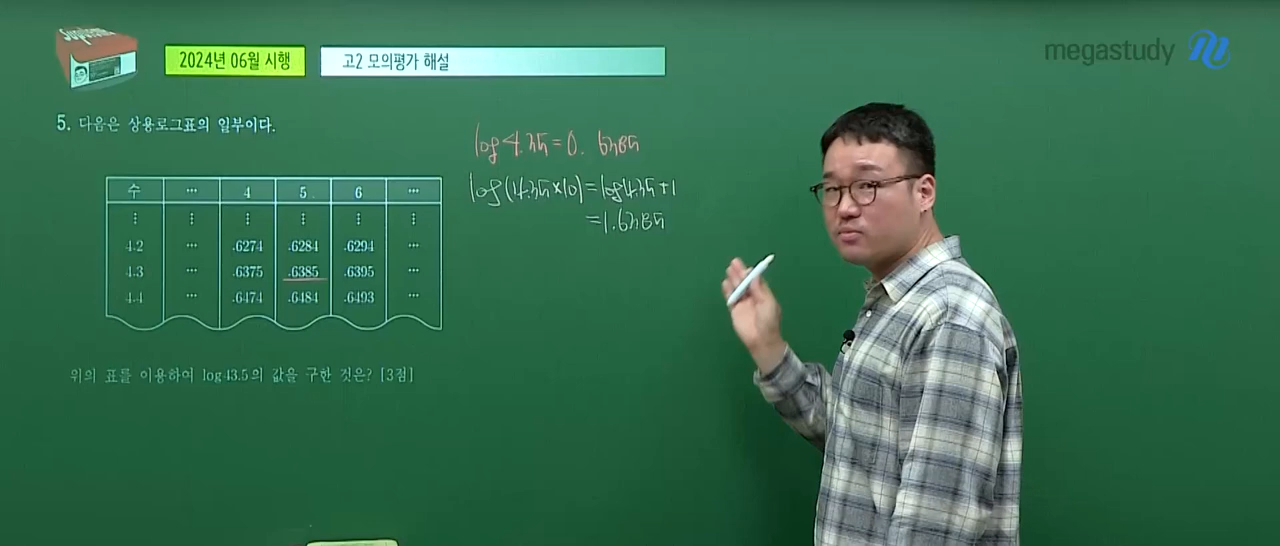 Supreme
2024년 06월 시행
고2 모의평가 해설
megastudy
5. 다음은 상용로그표의 일부이다.
수 ⋯ 4 5 6 ⋯
⋮ ⋮ ⋮ ⋮ ⋮ ⋮
4.2 ⋯ .6274 .6284 .6294 ⋯
4.3 ⋯ .6375 .6385 .6395 ⋯
4.4 ⋯ .6474 .6484 .6493 ⋯
위의 표를 이용하여 log43.5의 값을 구한 것은? [3점]
log4.35=0. 6385
log(4.35×10)=log4.35+1
=1.6385